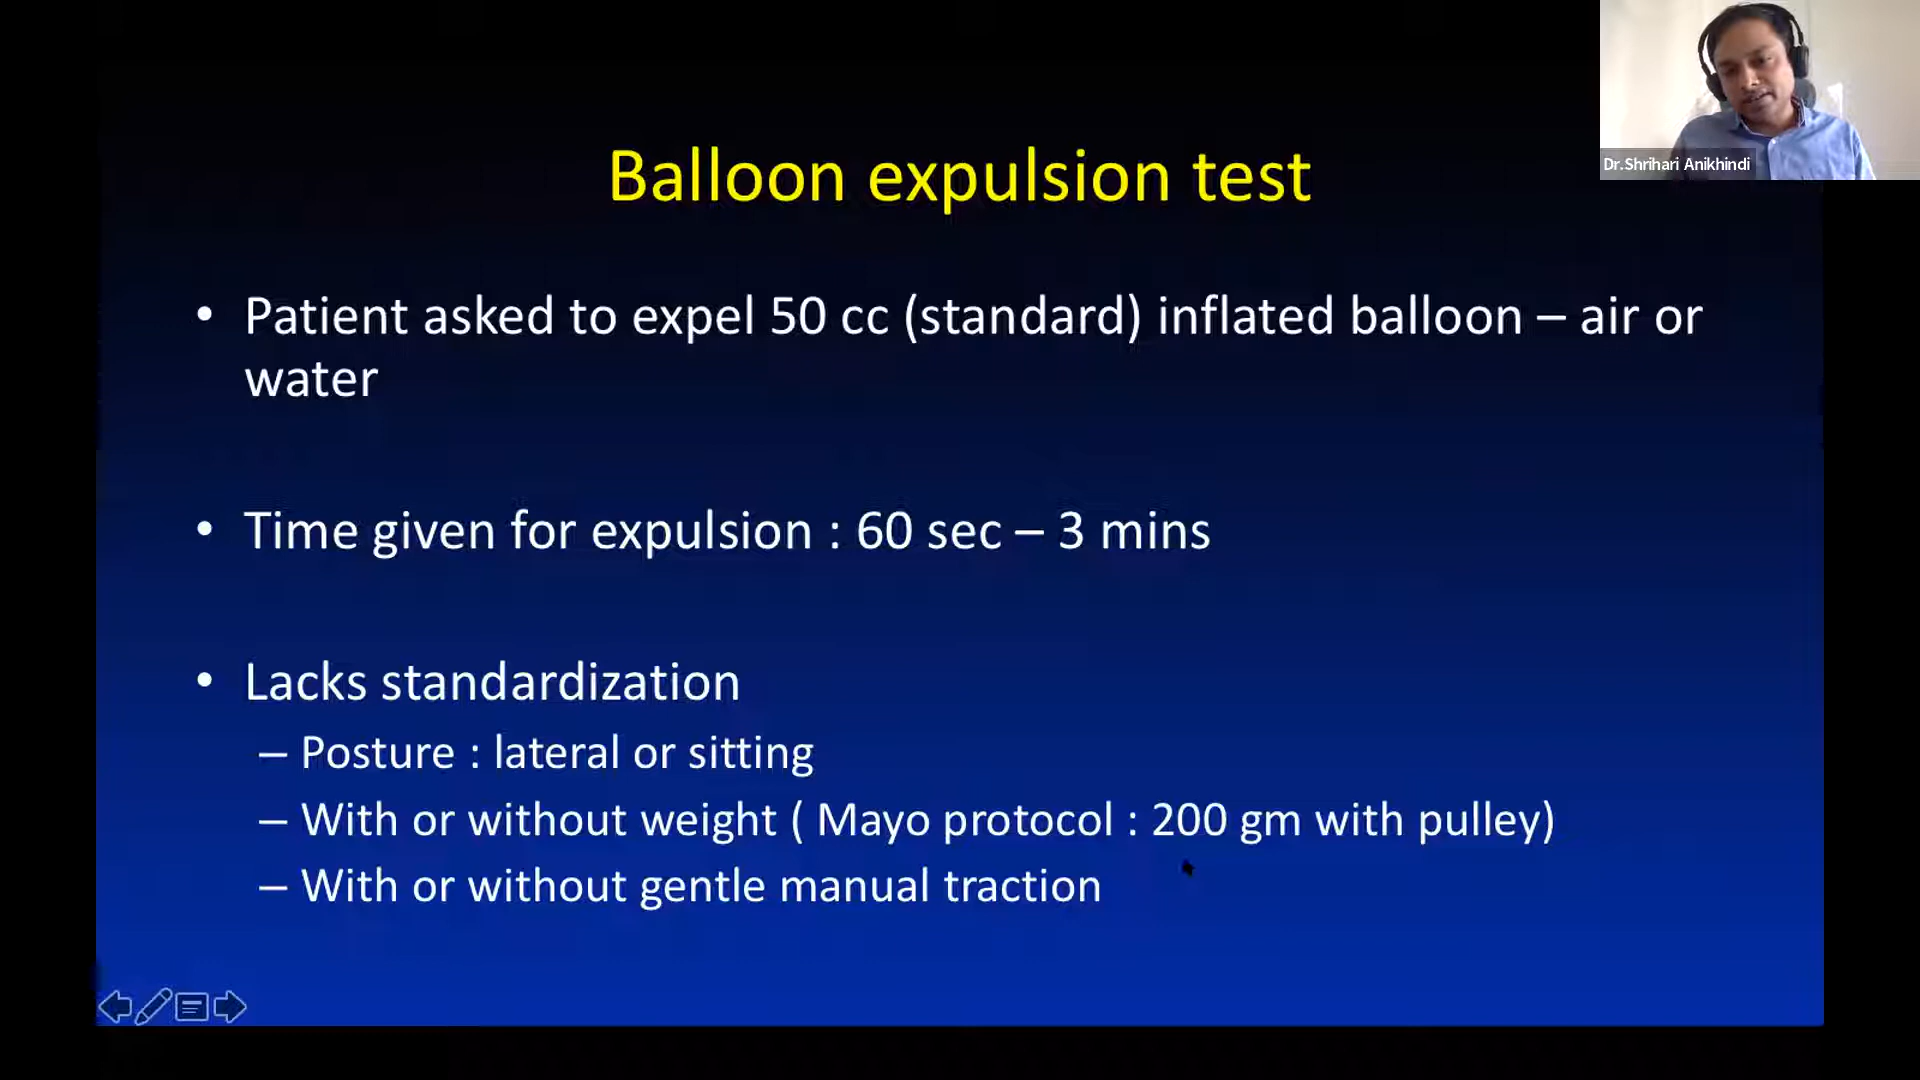 Dr.Shrihari Anikhindi
Balloon expulsion test
• Patient asked to expel 50 cc (standard) inflated balloon – air or
water
• Time given for expulsion : 60 sec – 3 mins
• Lacks standardization
– Posture : lateral or sitting
– With or without weight ( Mayo protocol : 200 gm with pulley)
– With or without gentle manual traction